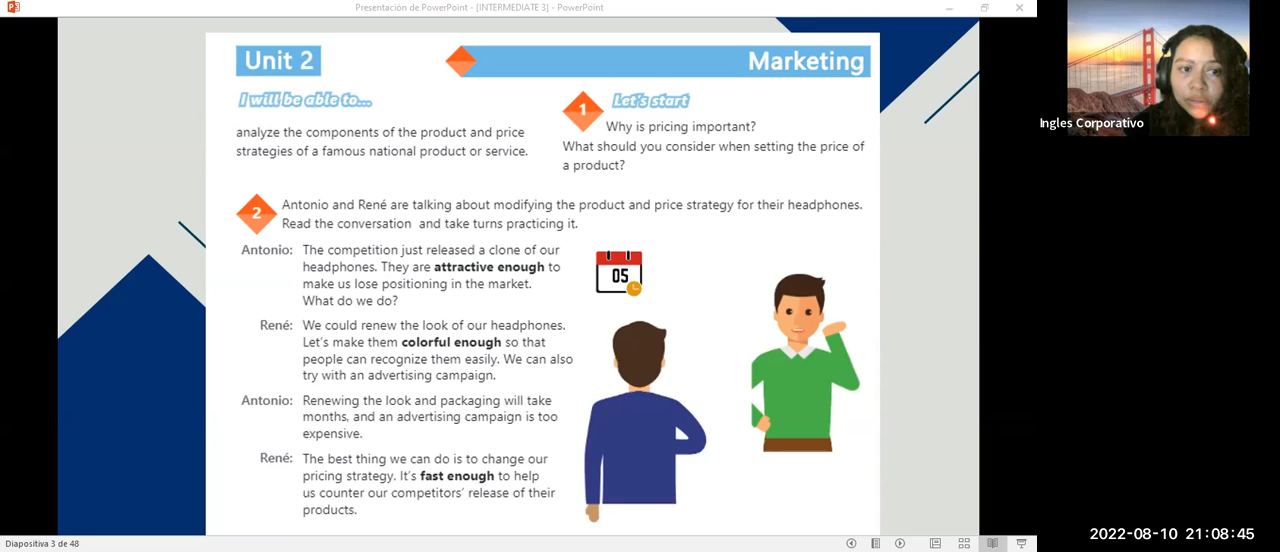 Presentación de PowerPoint - [INTERMEDIATE 3] - PowerPoint
Unit 2
Marketing
I will be able to...
analyze the components of the product and price
strategies of a famous national product or service.
1
Let's start
Why is pricing important?
What should you consider when setting the price of
a product?
2
Antonio and René are talking about modifying the product and price strategy for their headphones.
Read the conversation and take turns practicing it.
Antonio: The competition just released a clone of our
headphones. They are attractive enough to
make us lose positioning in the market.
What do we do?
René: We could renew the look of our headphones.
Let's make them colorful enough so that
people can recognize them easily. We can also
try with an advertising campaign.
Antonio: Renewing the look and packaging will take
months, and an advertising campaign is too
expensive.
René: The best thing we can do is to change our
pricing strategy. It's fast enough to help
us counter our competitors' release of their
products.
05
Ingles Corporativo
Diapositiva 3 de 48
2022-08-10 21:08:45